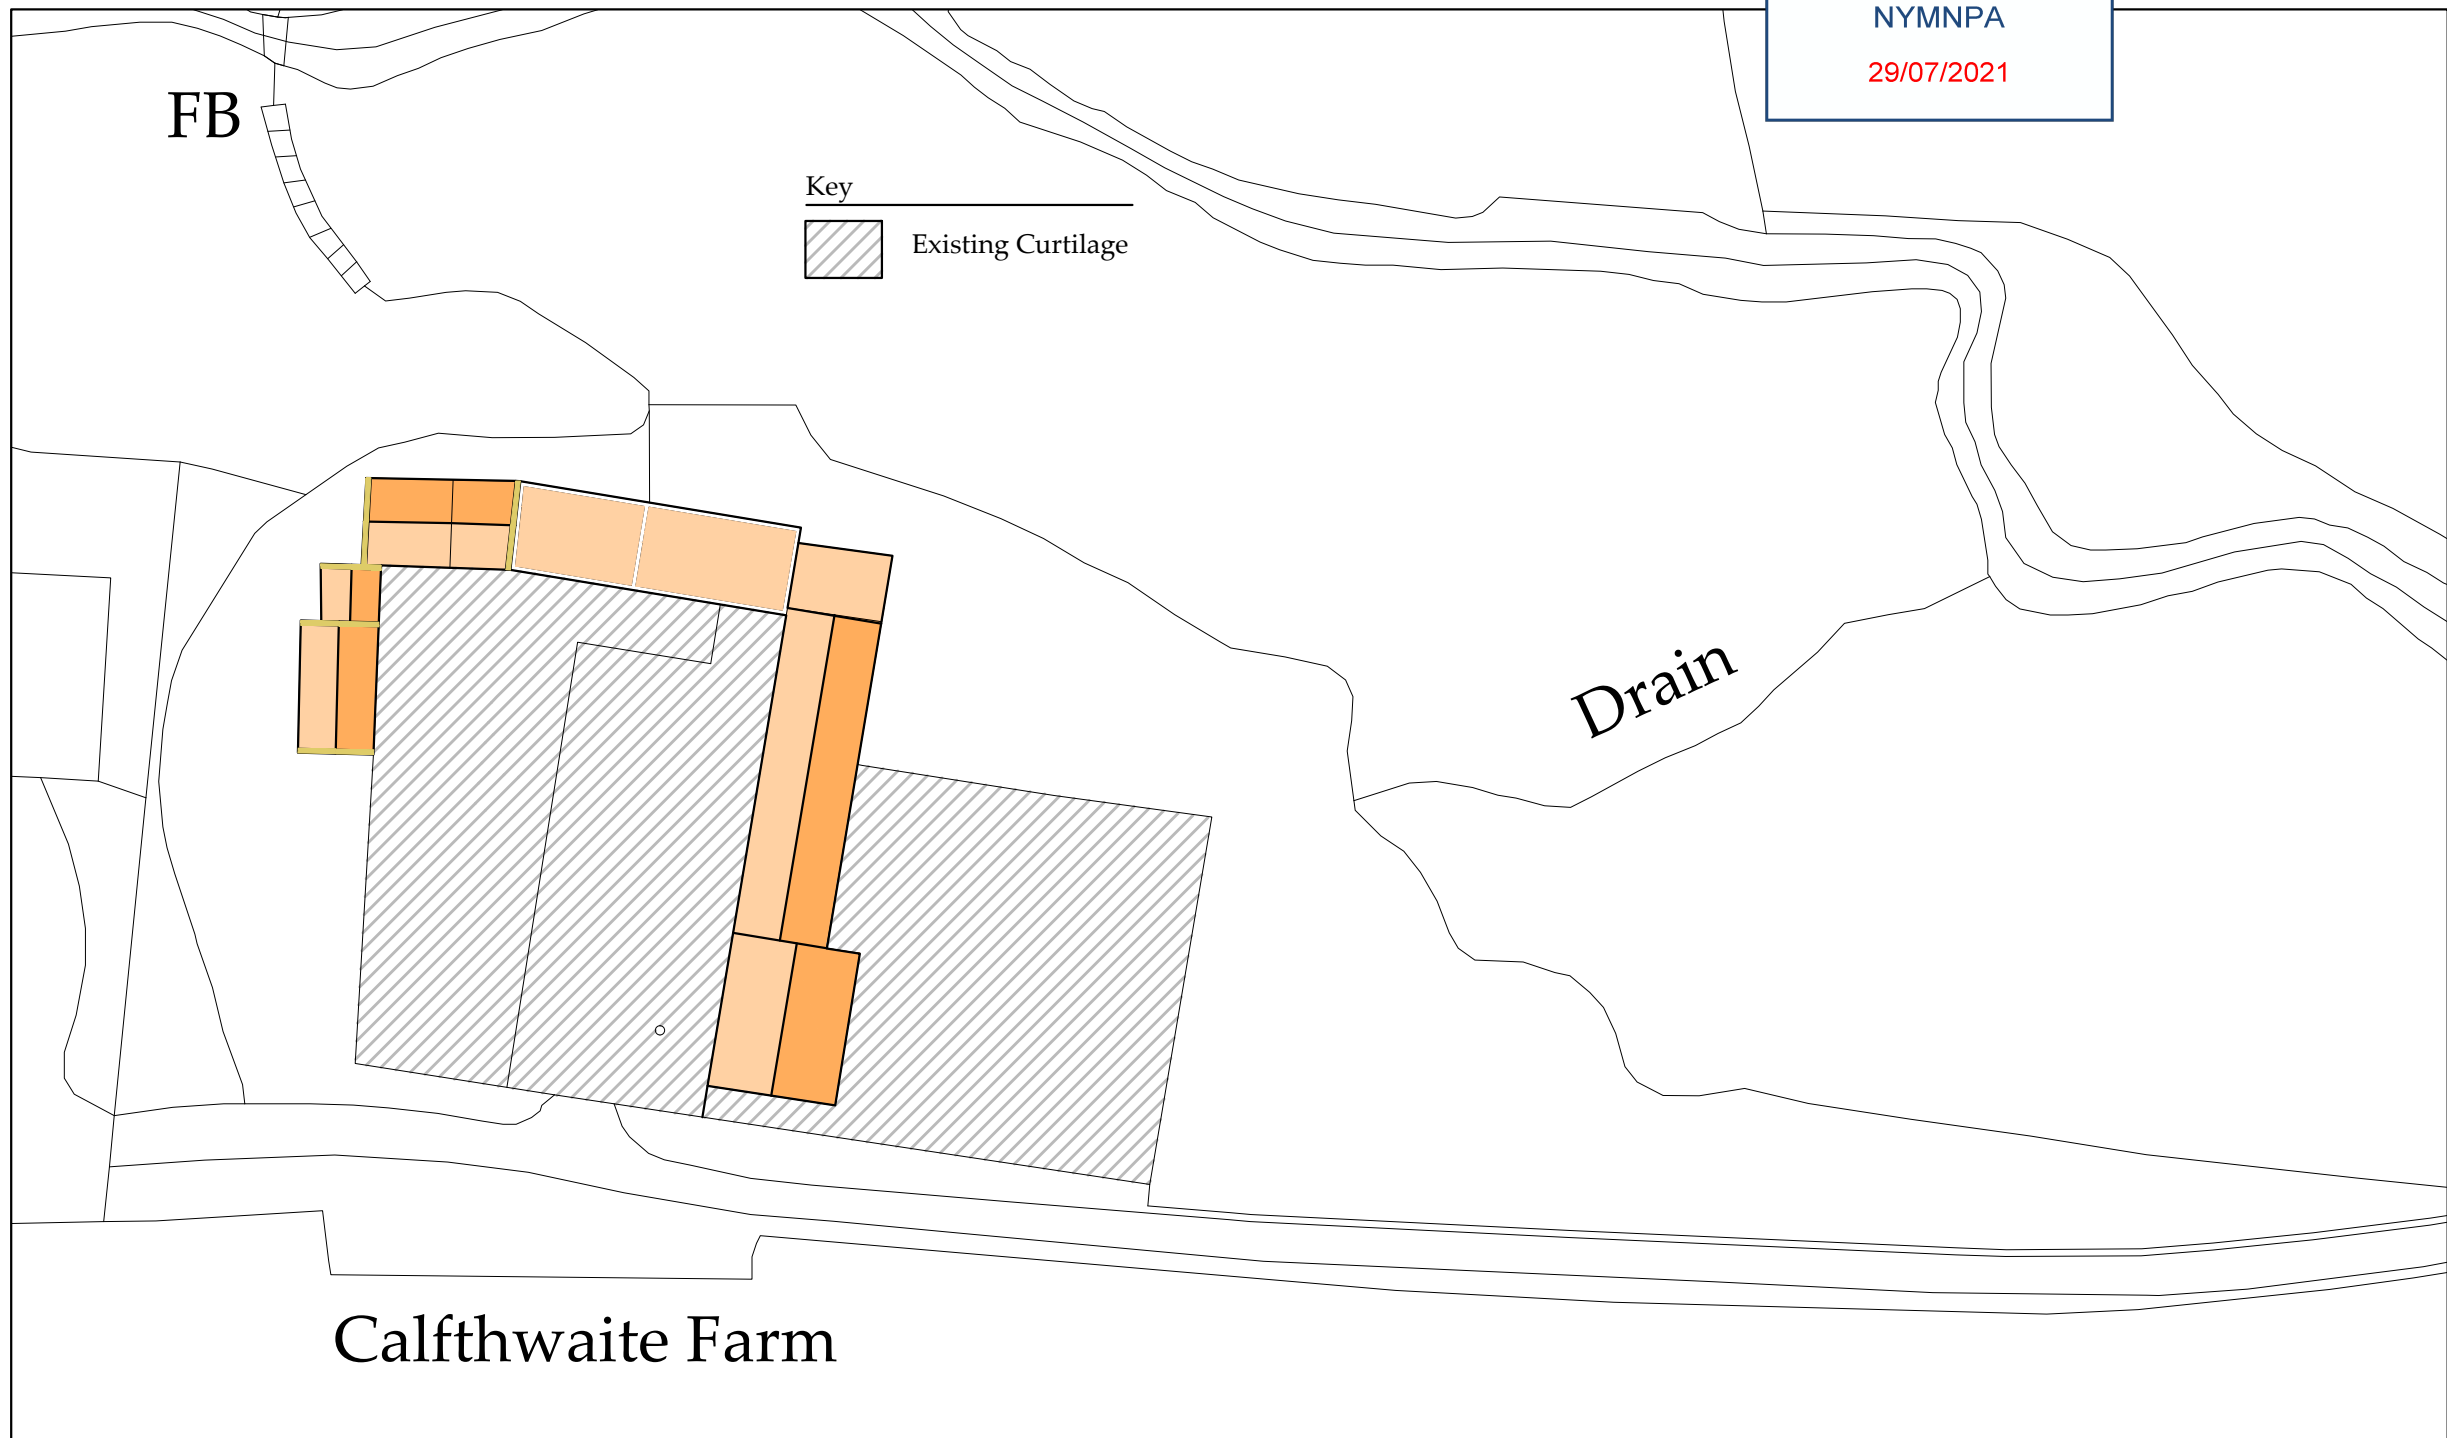 NYMNPA
29/07/2021
FB
Key
Existing Curtilage
Drain
Calfthwaite Farm